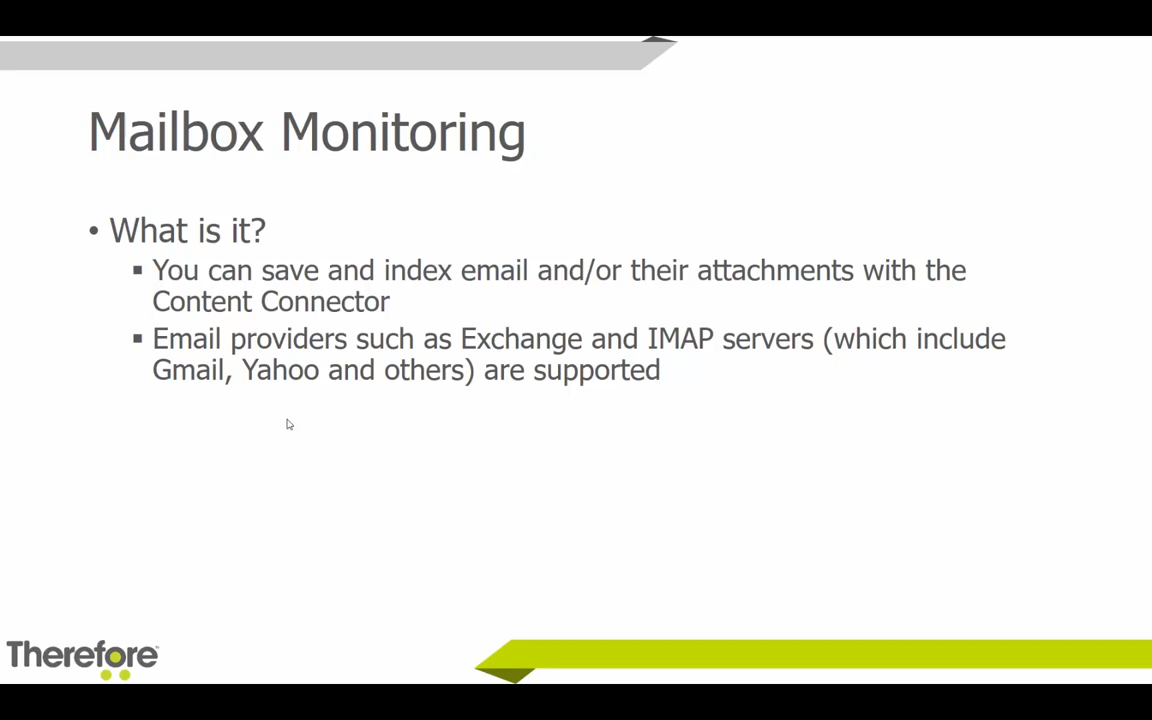 Mailbox Monitoring
• What is it?
▪ You can save and index email and/or their attachments with the
Content Connector
▪ Email providers such as Exchange and IMAP servers (which include
Gmail, Yahoo and others) are supported
Therefore™